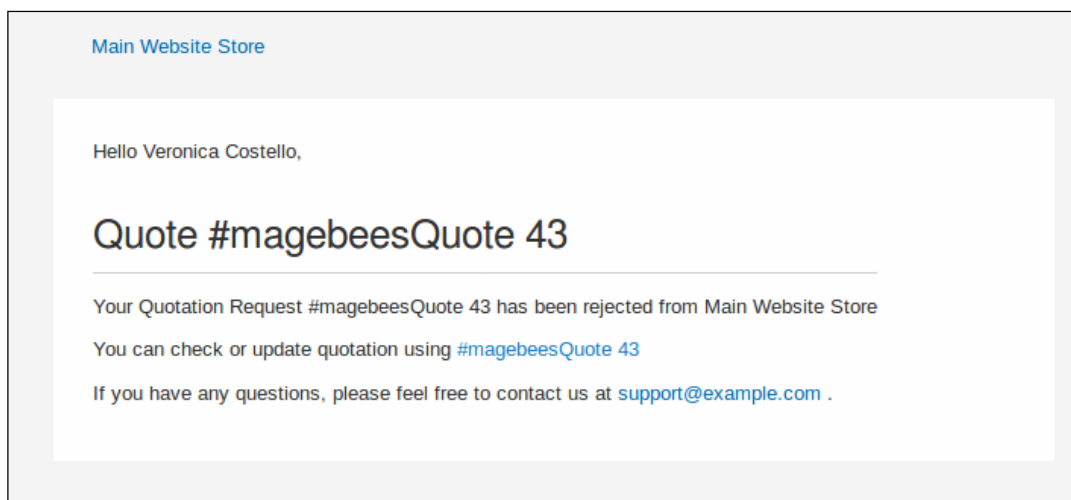 Main Website Store
Hello Veronica Costello,
Quote #magebeesQuote 43
Your Quotation Request #magebeesQuote 43 has been rejected from Main Website Store
You can check or update quotation using #magebeesQuote 43
If you have any questions, please feel free to contact us at support@example.com .